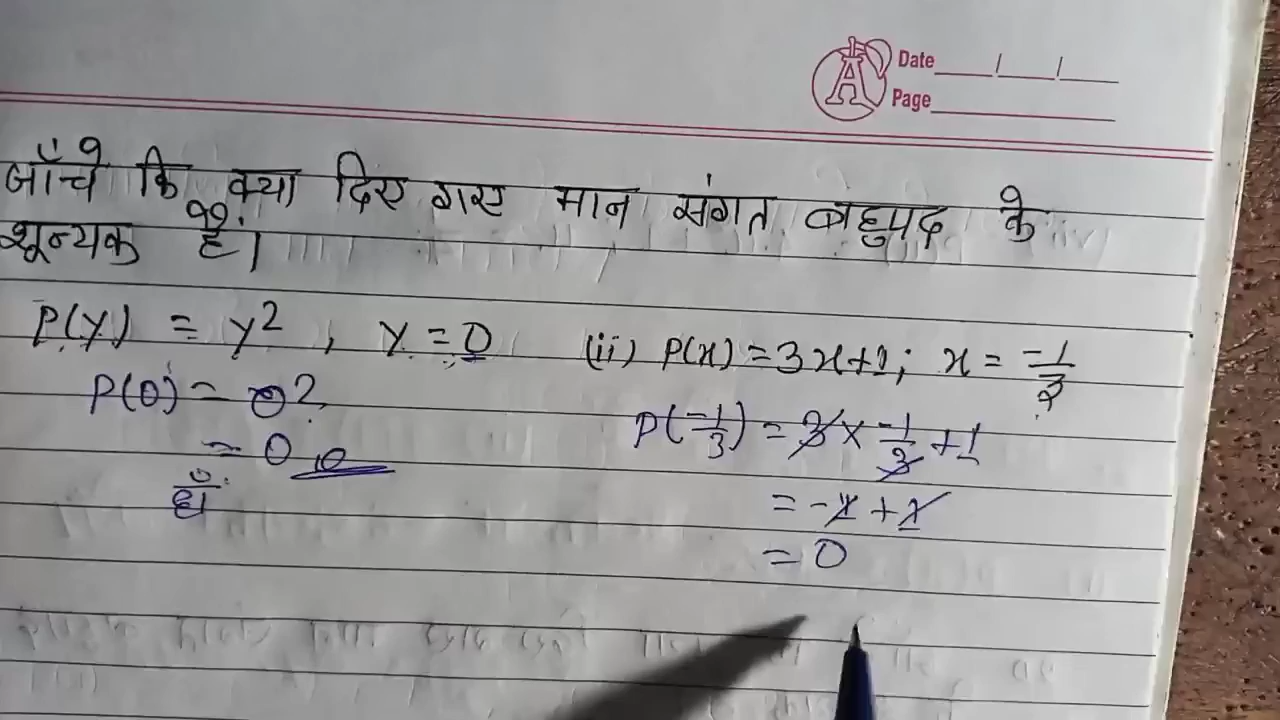 Date / /
Page
A
जाँचे कि क्या दिए गए मान संगत बहुपद के
शून्यक हैं।
P(y) = y², y = 0
P(0) = 0²
= 0
हाँ
(ii) P(x) = 3x+1; x = -1/3
P(-1/3) = 3 × -1/3 + 1
= -1 + 1
= 0